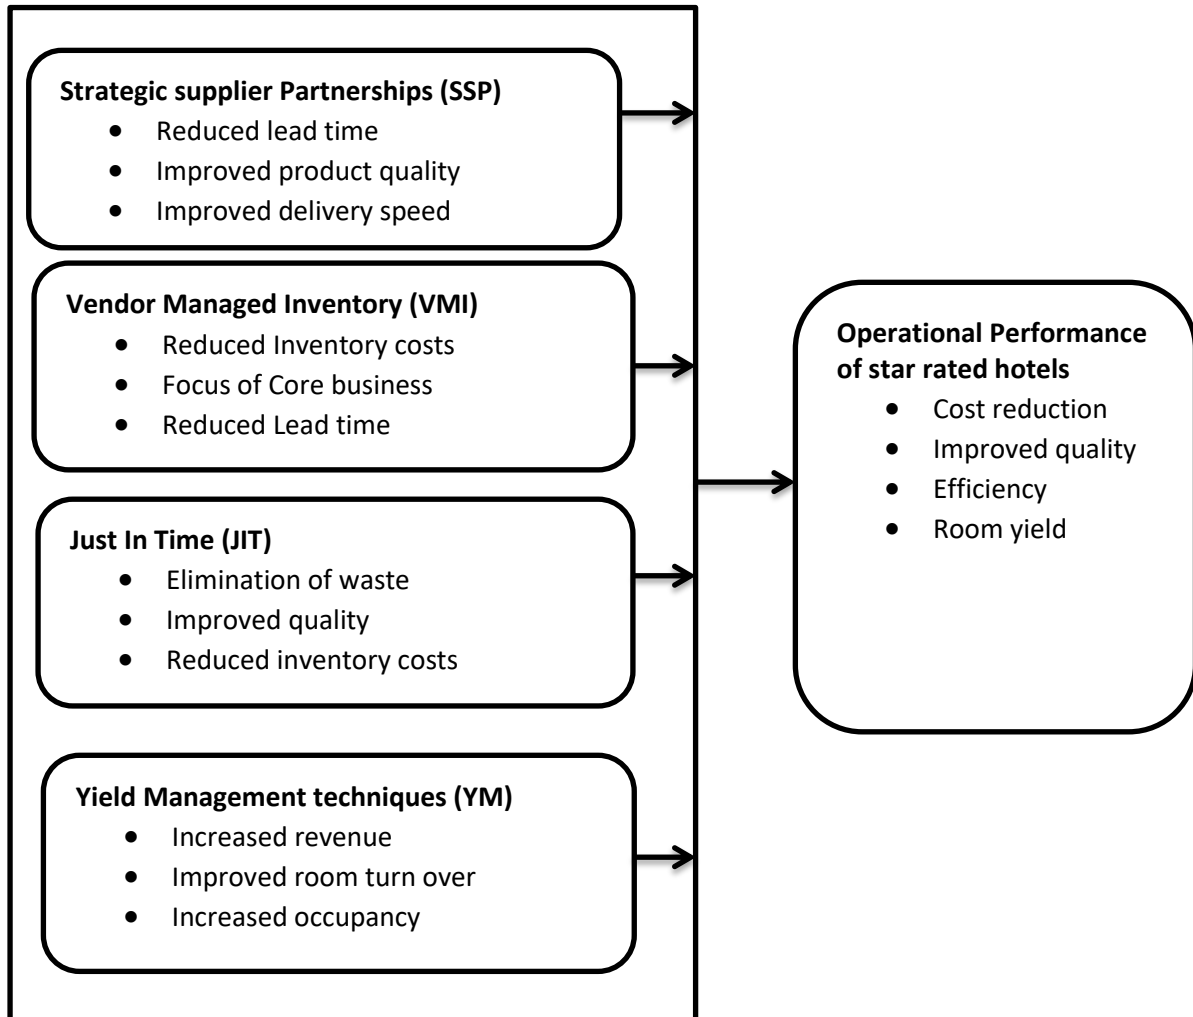 Strategic supplier Partnerships (SSP)
● Reduced lead time
● Improved product quality
● Improved delivery speed
Vendor Managed Inventory (VMI)
● Reduced Inventory costs
● Focus of Core business
● Reduced Lead time
Just In Time (JIT)
● Elimination of waste
● Improved quality
● Reduced inventory costs
Yield Management techniques (YM)
● Increased revenue
● Improved room turn over
● Increased occupancy
Operational Performance
of star rated hotels
● Cost reduction
● Improved quality
● Efficiency
● Room yield